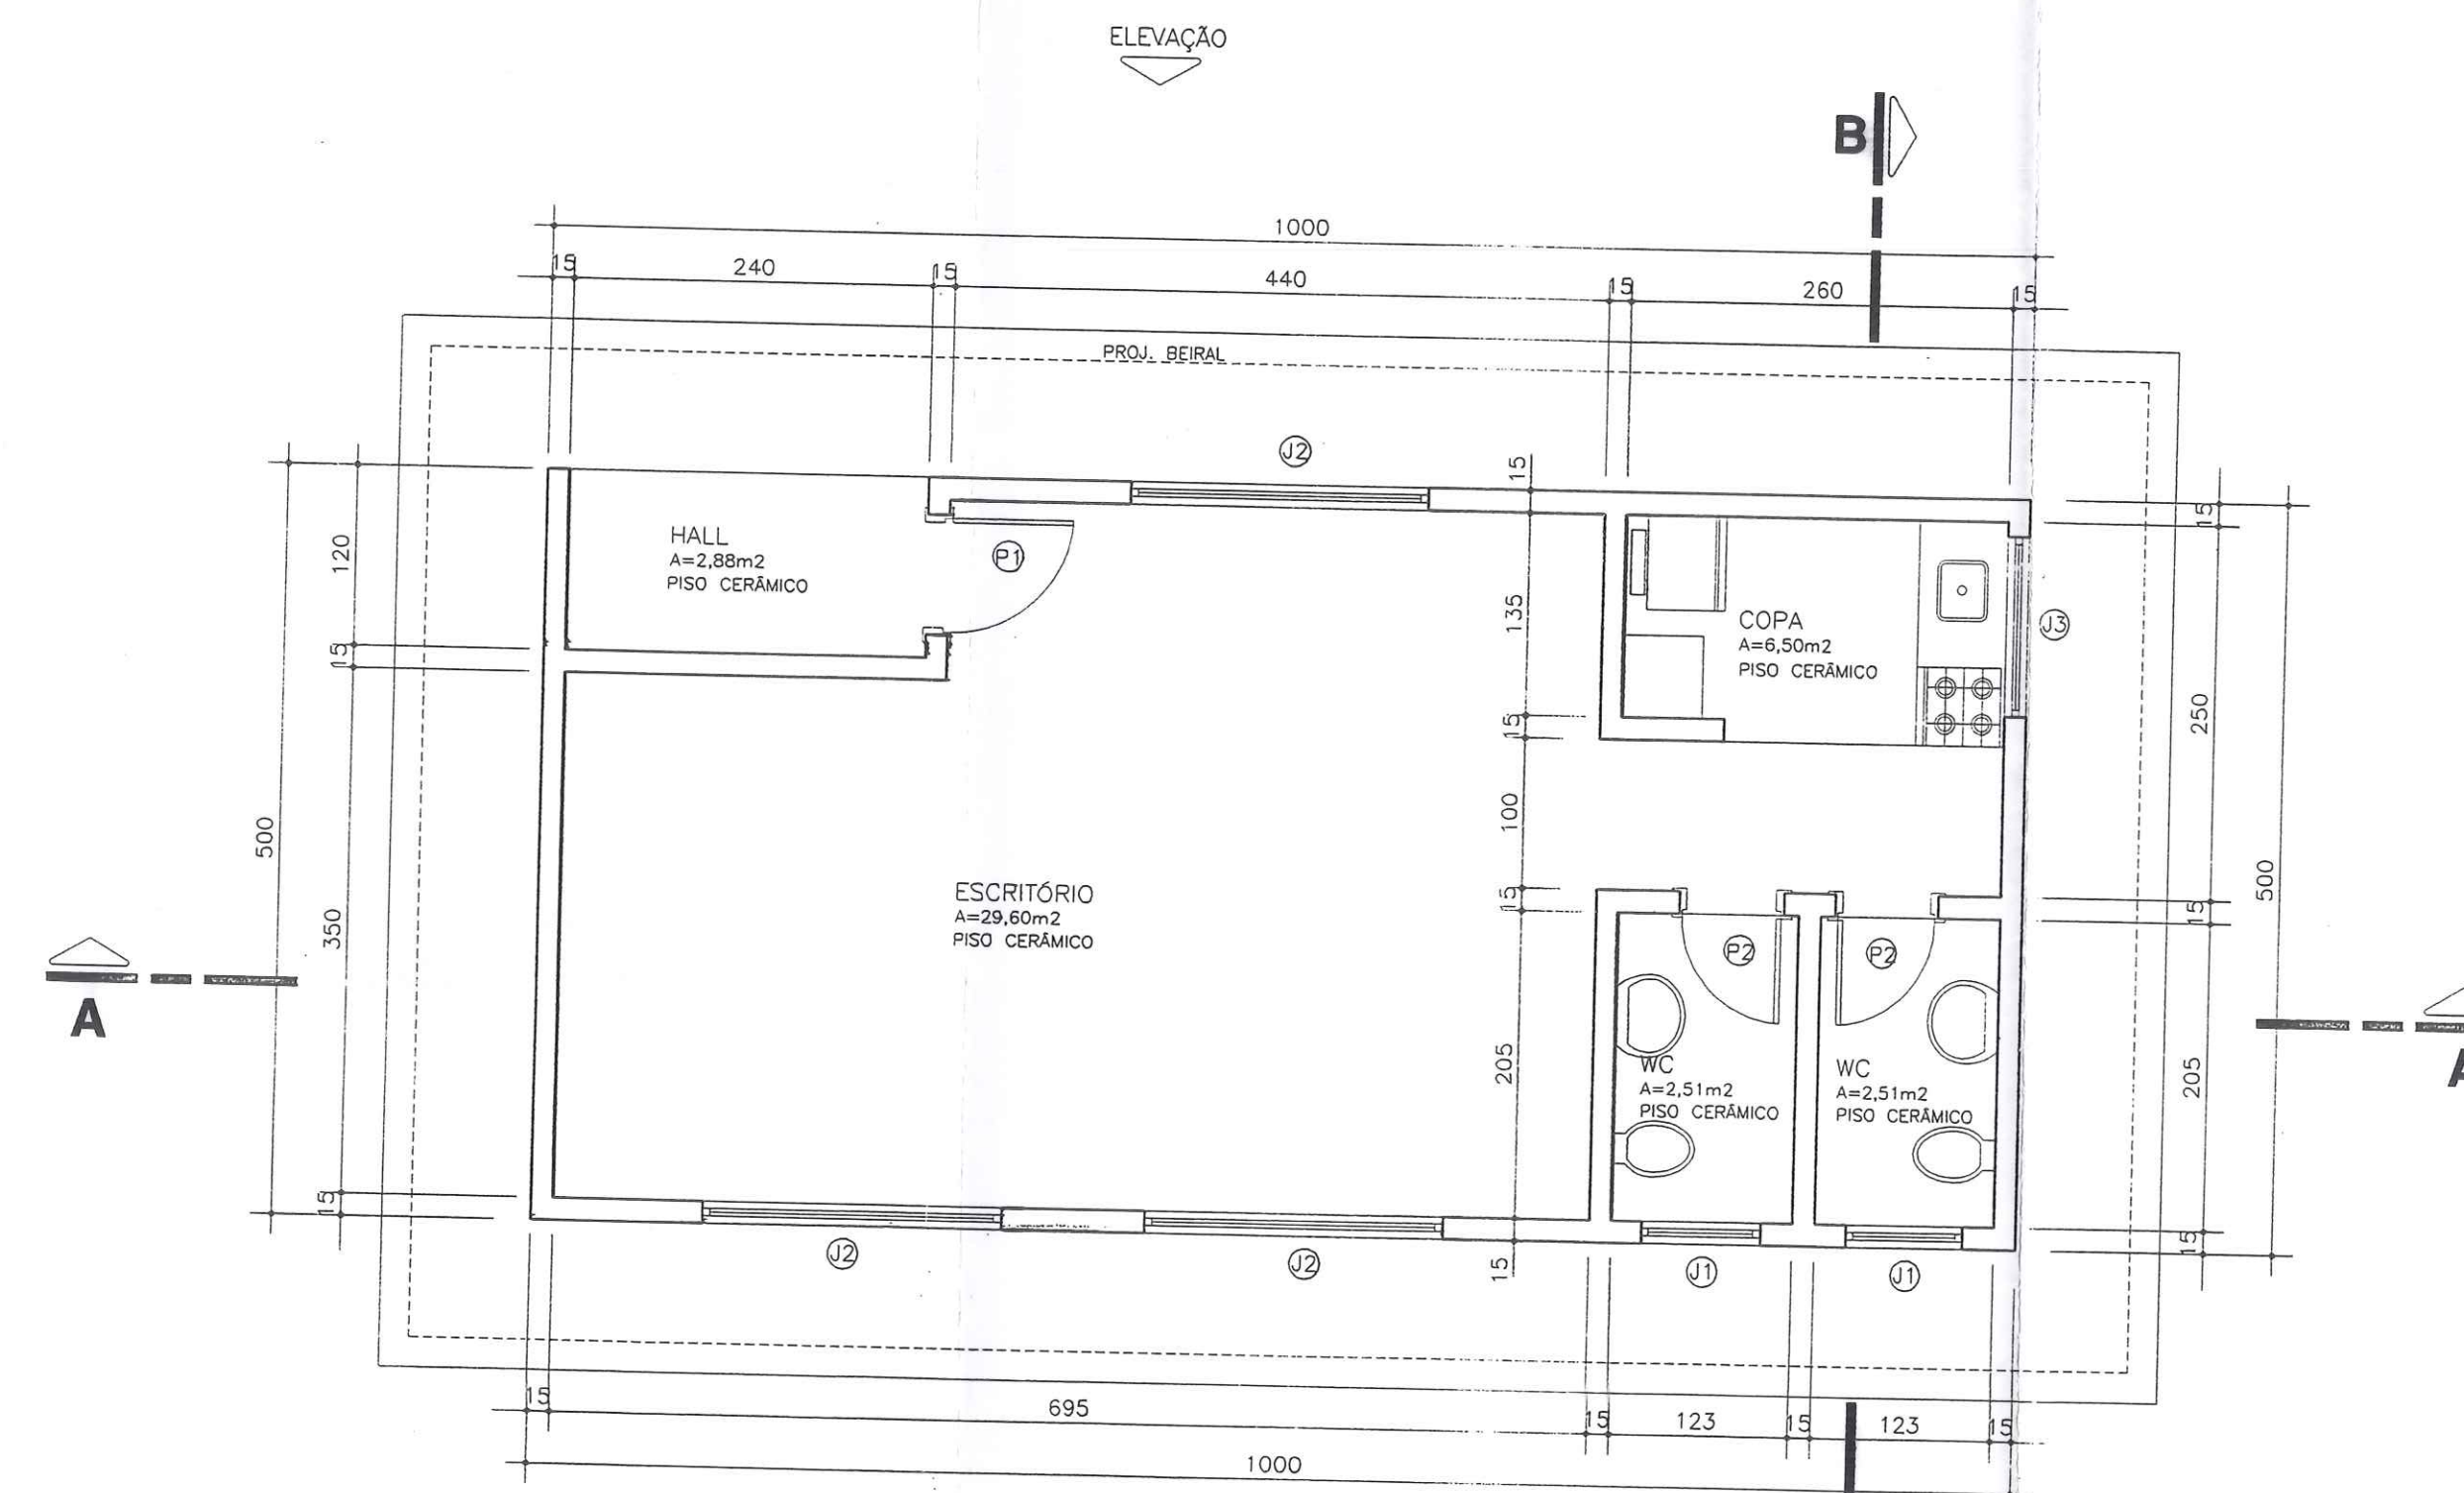 ELEVAÇÃO
B
1000
15
240
15
440
15
260
15
PROJ. BEIRAL
J2
15
HALL
A=2,88m2
PISO CERÂMICO
P1
120
15
135
COPA
A=6,50m2
PISO CERÂMICO
J3
15
250
15
100
500
350
ESCRITÓRIO
A=29,60m2
PISO CERÂMICO
15
P2
P2
15
500
A
205
WC
A=2,51m2
PISO CERÂMICO
WC
A=2,51m2
PISO CERÂMICO
205
15
15
J2
J2
15
J1
J1
15
695
15
123
15
123
15
1000